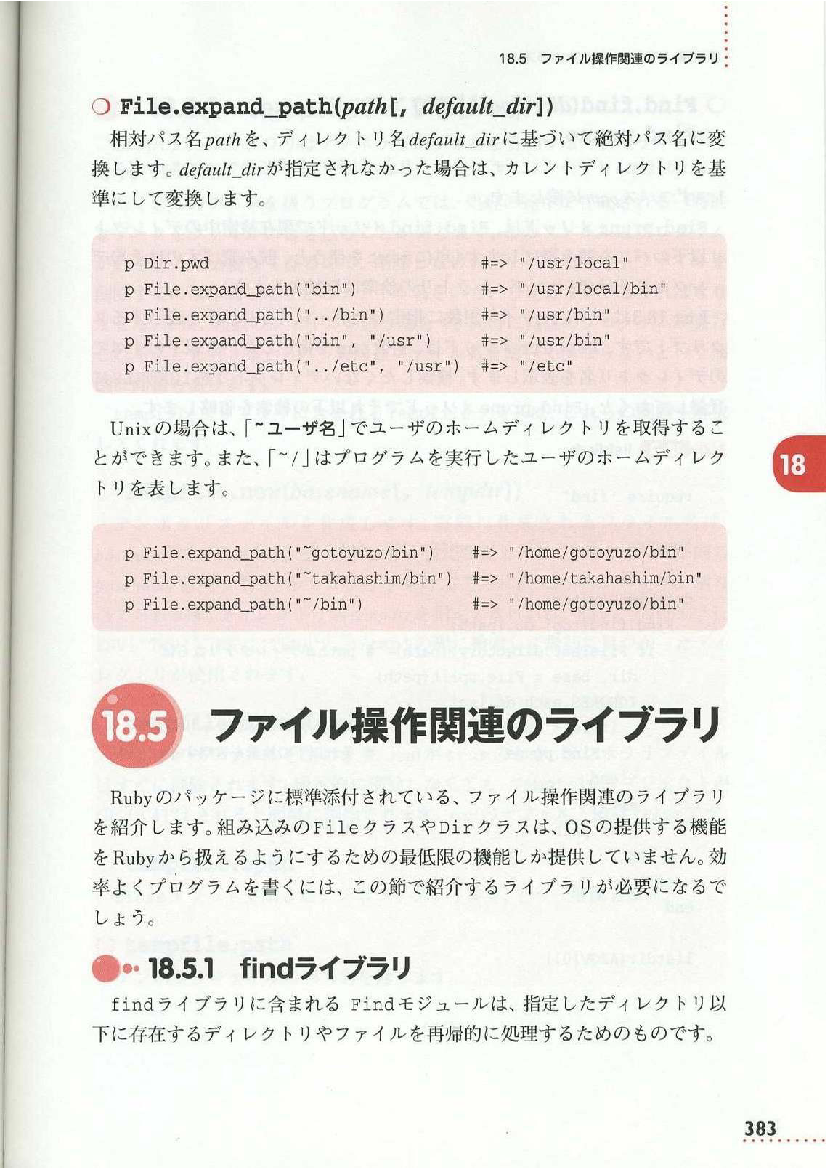 18.5 ファイル操作関連のライブラリ
○ File.expand_path(path[, default_dir])
相対パス名pathを、ディレクトリ名default_dirに基づいて絶対パス名に変
換します。default_dirが指定されなかった場合は、カレントディレクトリを基
準にして変換します。
p Dir.pwd #=> "/usr/local"
p File.expand_path("bin") #=> "/usr/local/bin"
p File.expand_path("../bin") #=> "/usr/bin"
p File.expand_path("bin", "/usr") #=> "/usr/bin"
p File.expand_path("../etc", "/usr") #=> "/etc"
Unixの場合は、「~ユーザ名」でユーザのホームディレクトリを取得するこ
とができます。また、「~/」はプログラムを実行したユーザのホームディレク
トリを表します。
18
p File.expand_path("~gotoyuzo/bin") #=> "/home/gotoyuzo/bin"
p File.expand_path("~takahashim/bin") #=> "/home/takahashim/bin"
p File.expand_path("~/bin") #=> "/home/gotoyuzo/bin"
18.5 ファイル操作関連のライブラリ
Rubyのパッケージに標準添付されている、ファイル操作関連のライブラリ
を紹介します。組み込みのFileクラスやDirクラスは、OSの提供する機能
をRubyから扱えるようにするための最低限の機能しか提供していません。効
率よくプログラムを書くには、この節で紹介するライブラリが必要になるで
しょう。
18.5.1 findライブラリ
findライブラリに含まれる Findモジュールは、指定したディレクトリ以
下に存在するディレクトリやファイルを再帰的に処理するためのものです。
383